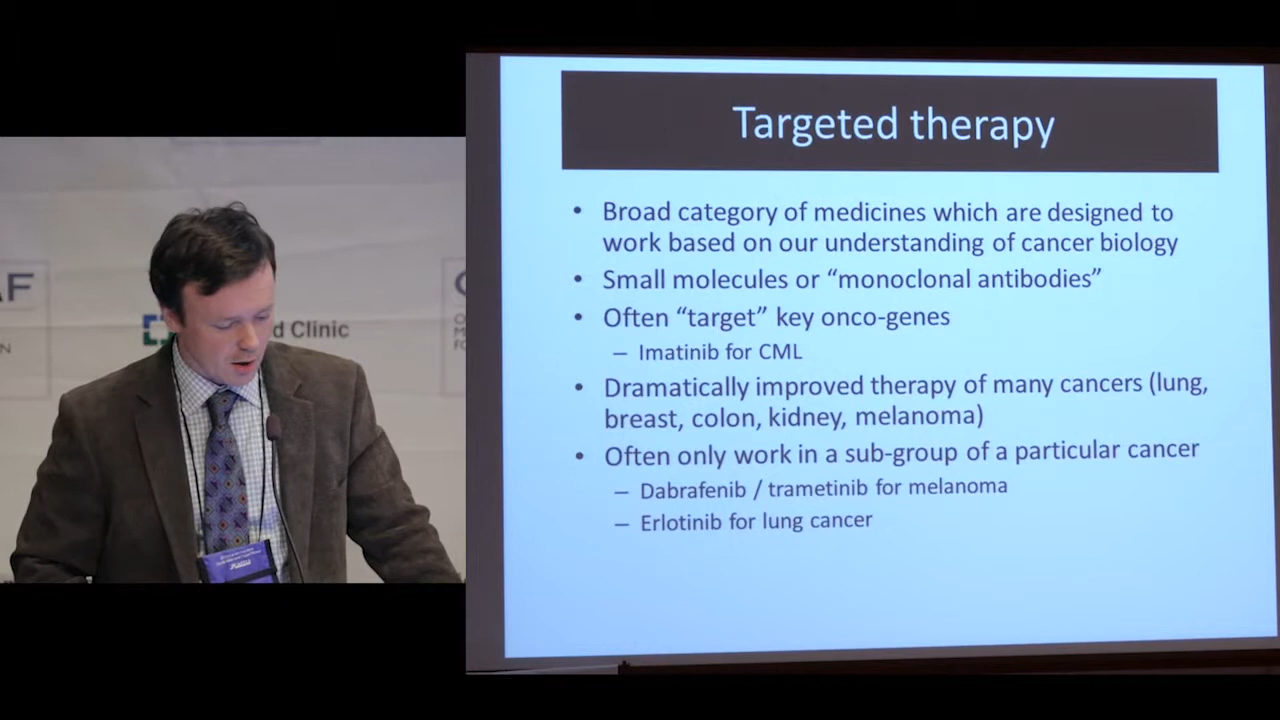 Targeted therapy
• Broad category of medicines which are designed to
work based on our understanding of cancer biology
• Small molecules or “monoclonal antibodies”
• Often “target” key onco-genes
– Imatinib for CML
• Dramatically improved therapy of many cancers (lung,
breast, colon, kidney, melanoma)
• Often only work in a sub-group of a particular cancer
– Dabrafenib / trametinib for melanoma
– Erlotinib for lung cancer
d Clinic